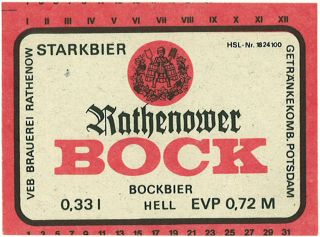 I II III IV V VI VII VIII IX X XI XII
STARKBIER
HSL-Nr. 1824100
VEB BRAUEREI RATHENOW
GETRÄNKEKOMB. POTSDAM
Rathenower
BOCK
BOCKBIER
0,33 l HELL EVP 0,72 M
1 3 5 7 9 11 13 15 17 19 21 23 25 27 29 31